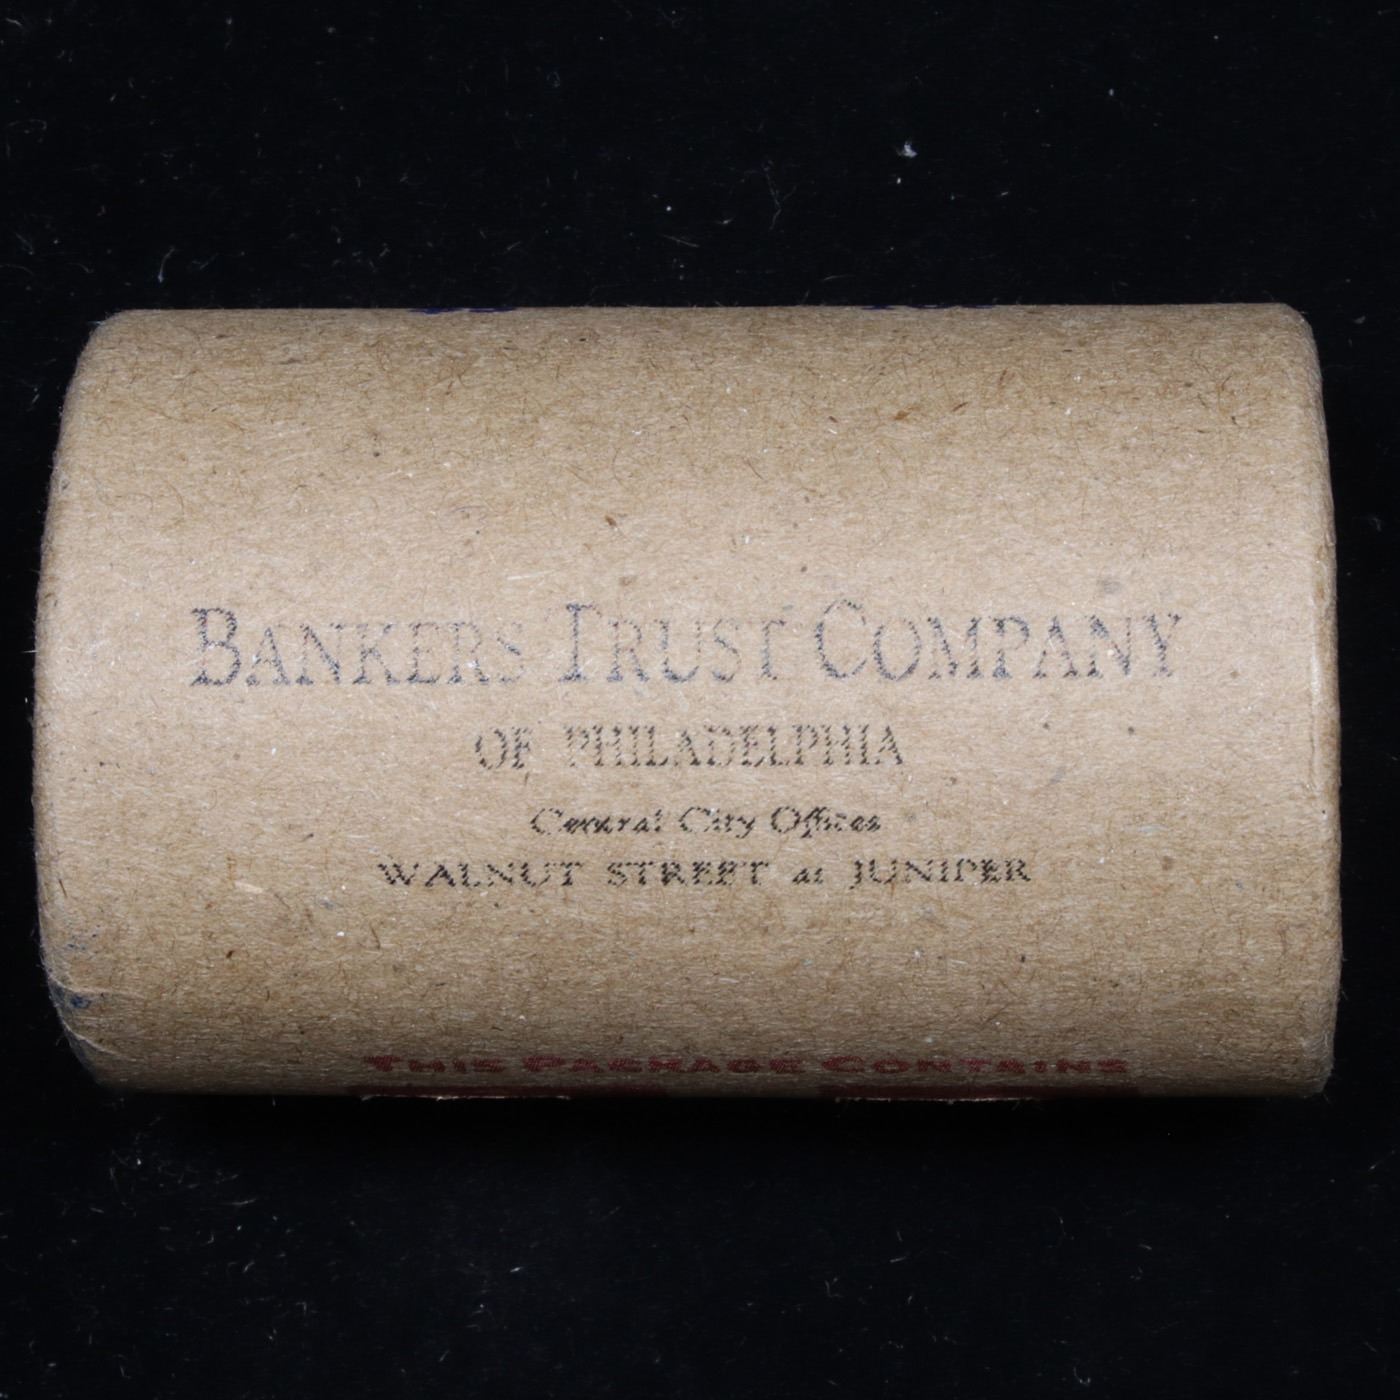 BANKERS TRUST COMPANY
OF PHILADELPHIA
Central City Offices
WALNUT STREET at JUNIPER
THIS PACKAGE CONTAINS